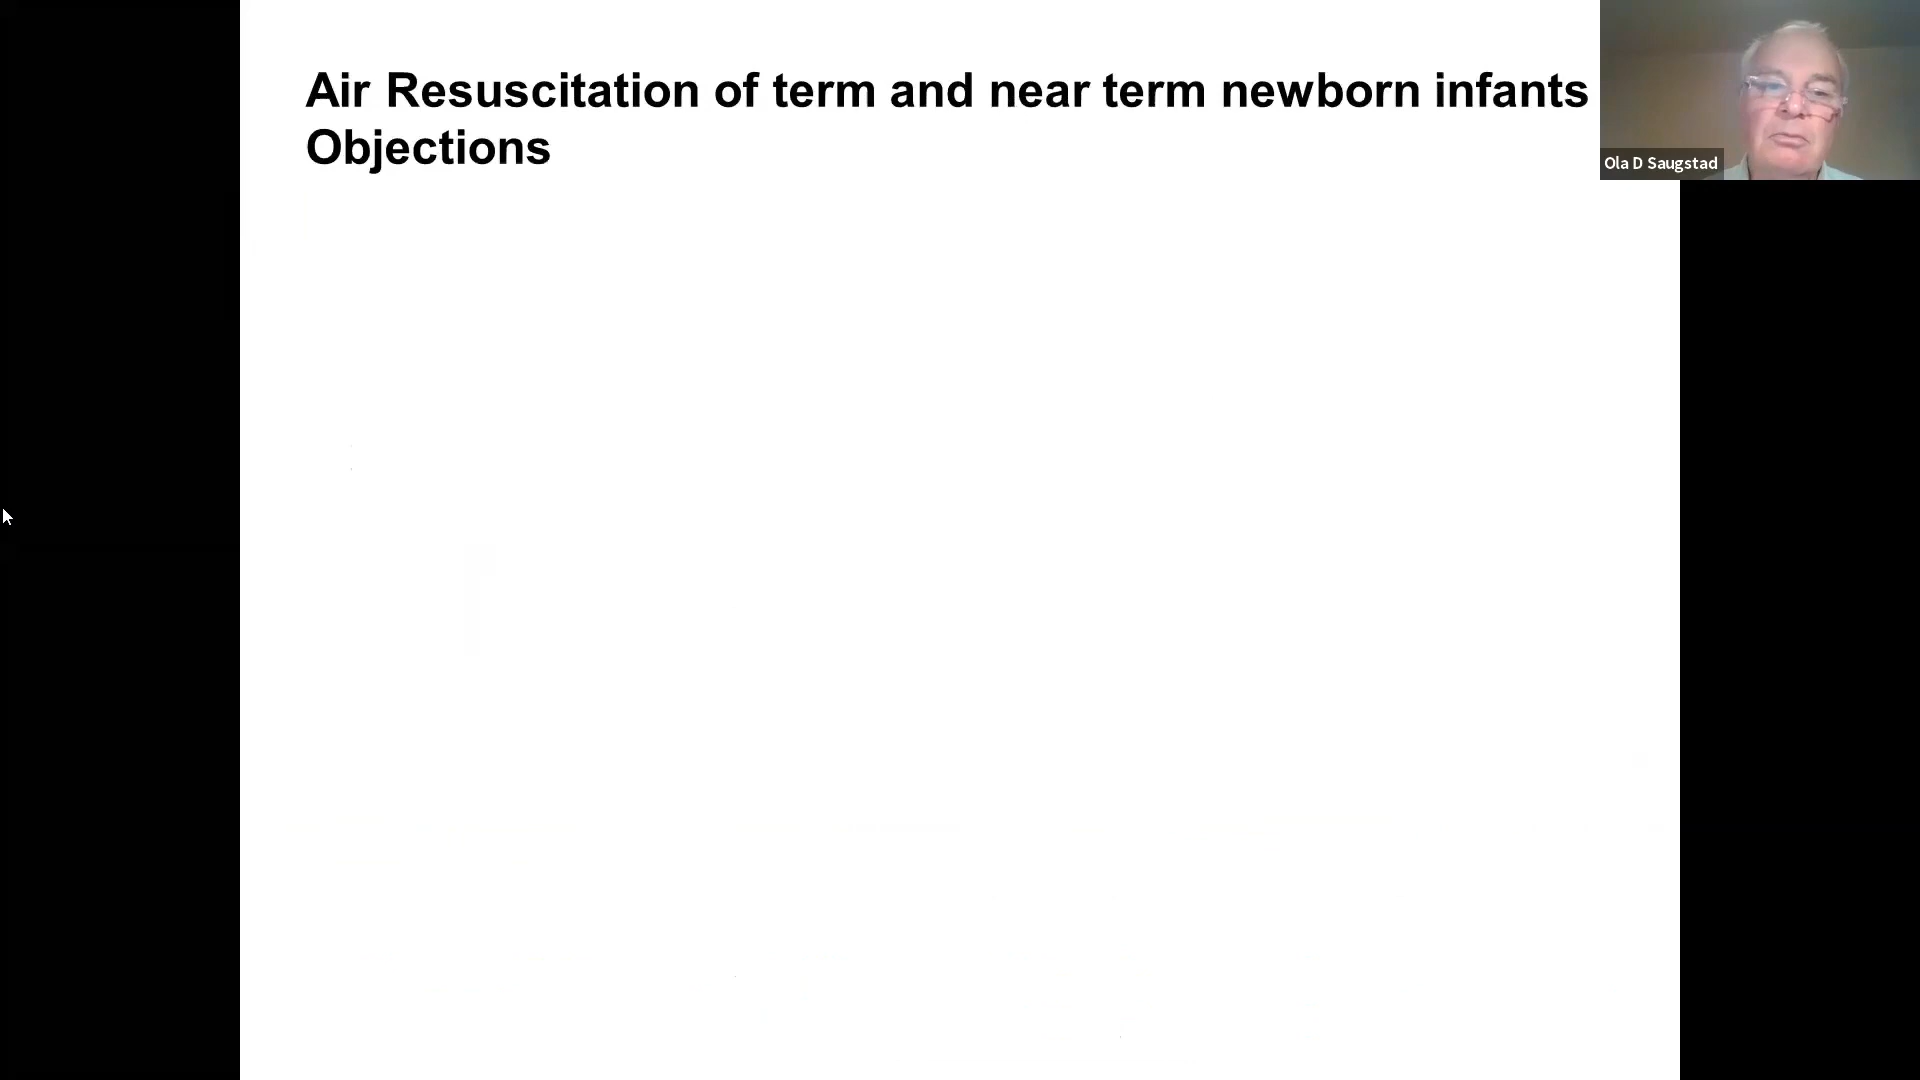 Air Resuscitation of term and near term newborn infants
Objections
Ola D Saugstad